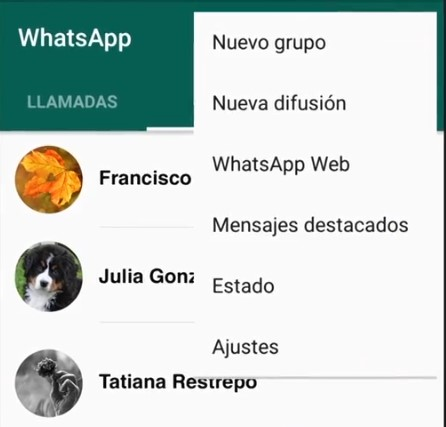 WhatsApp
LLAMADAS
Nuevo grupo
Nueva difusión
WhatsApp Web
Mensajes destacados
Estado
Ajustes
Francisco
Julia Gonz
Tatiana Restrepo